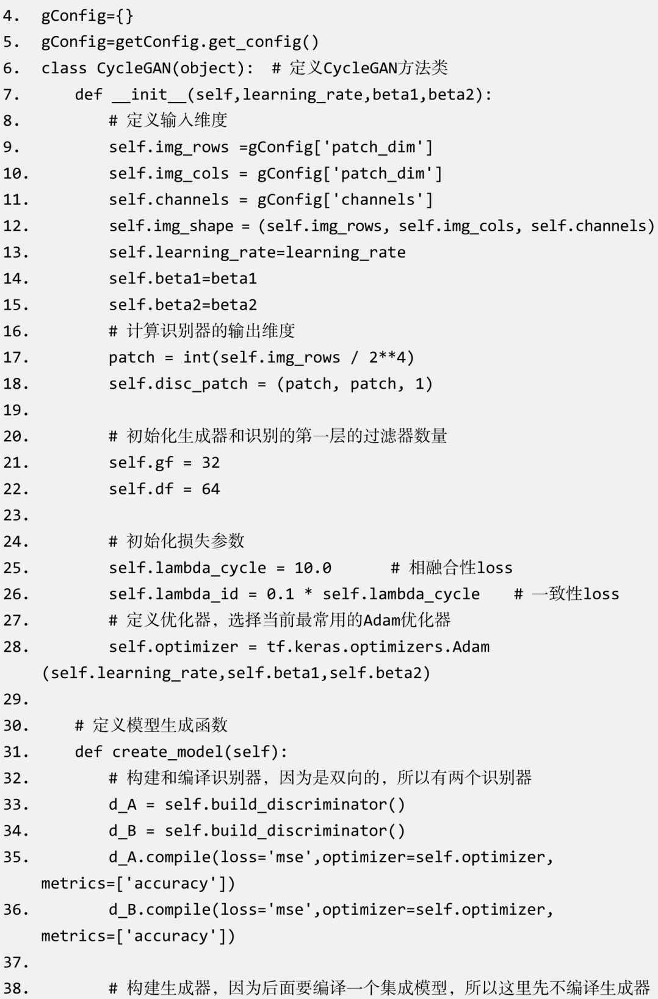 4. gConfig={}
5. gConfig=getConfig.get_config()
6. class CycleGAN(object): # 定义CycleGAN方法类
7. def __init__(self,learning_rate,beta1,beta2):
8. # 定义输入维度
9. self.img_rows =gConfig['patch_dim']
10. self.img_cols = gConfig['patch_dim']
11. self.channels = gConfig['channels']
12. self.img_shape = (self.img_rows, self.img_cols, self.channels)
13. self.learning_rate=learning_rate
14. self.beta1=beta1
15. self.beta2=beta2
16. # 计算识别器的输出维度
17. patch = int(self.img_rows / 2**4)
18. self.disc_patch = (patch, patch, 1)
19.
20. # 初始化生成器和识别的第一层的过滤器数量
21. self.gf = 32
22. self.df = 64
23.
24. # 初始化损失参数
25. self.lambda_cycle = 10.0 # 相融合性loss
26. self.lambda_id = 0.1 * self.lambda_cycle # 一致性loss
27. # 定义优化器，选择当前最常用的Adam优化器
28. self.optimizer = tf.keras.optimizers.Adam
(self.learning_rate,self.beta1,self.beta2)
29.
30. # 定义模型生成函数
31. def create_model(self):
32. # 构建和编译识别器，因为是双向的，所以有两个识别器
33. d_A = self.build_discriminator()
34. d_B = self.build_discriminator()
35. d_A.compile(loss='mse',optimizer=self.optimizer,
metrics=['accuracy'])
36. d_B.compile(loss='mse',optimizer=self.optimizer,
metrics=['accuracy'])
37.
38. # 构建生成器，因为后面要编译一个集成模型，所以这里先不编译生成器